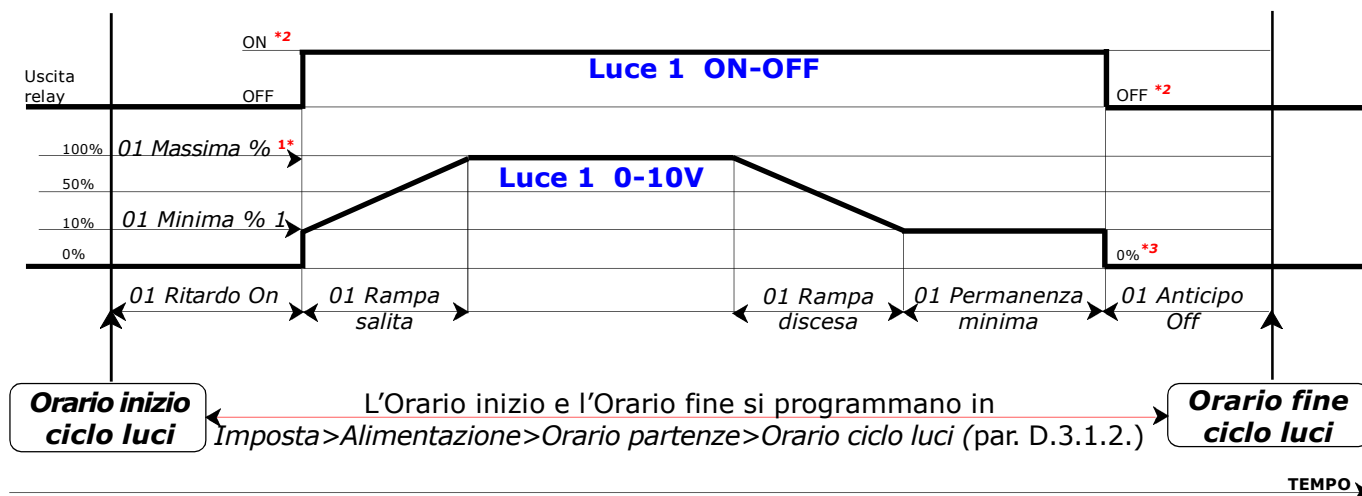 ON *2
Luce 1 ON-OFF
Uscita
relay
OFF
OFF *2
100%
01 Massima % 1*
50%
Luce 1 0-10V
10%
01 Minima % 1
0%
0% *3
01 Ritardo On
01 Rampa
salita
01 Rampa
discesa
01 Permanenza
minima
01 Anticipo
Off
Orario inizio
ciclo luci
L'Orario inizio e l'Orario fine si programmano in
Imposta>Alimentazione>Orario partenze>Orario ciclo luci (par. D.3.1.2.)
Orario fine
ciclo luci
TEMPO